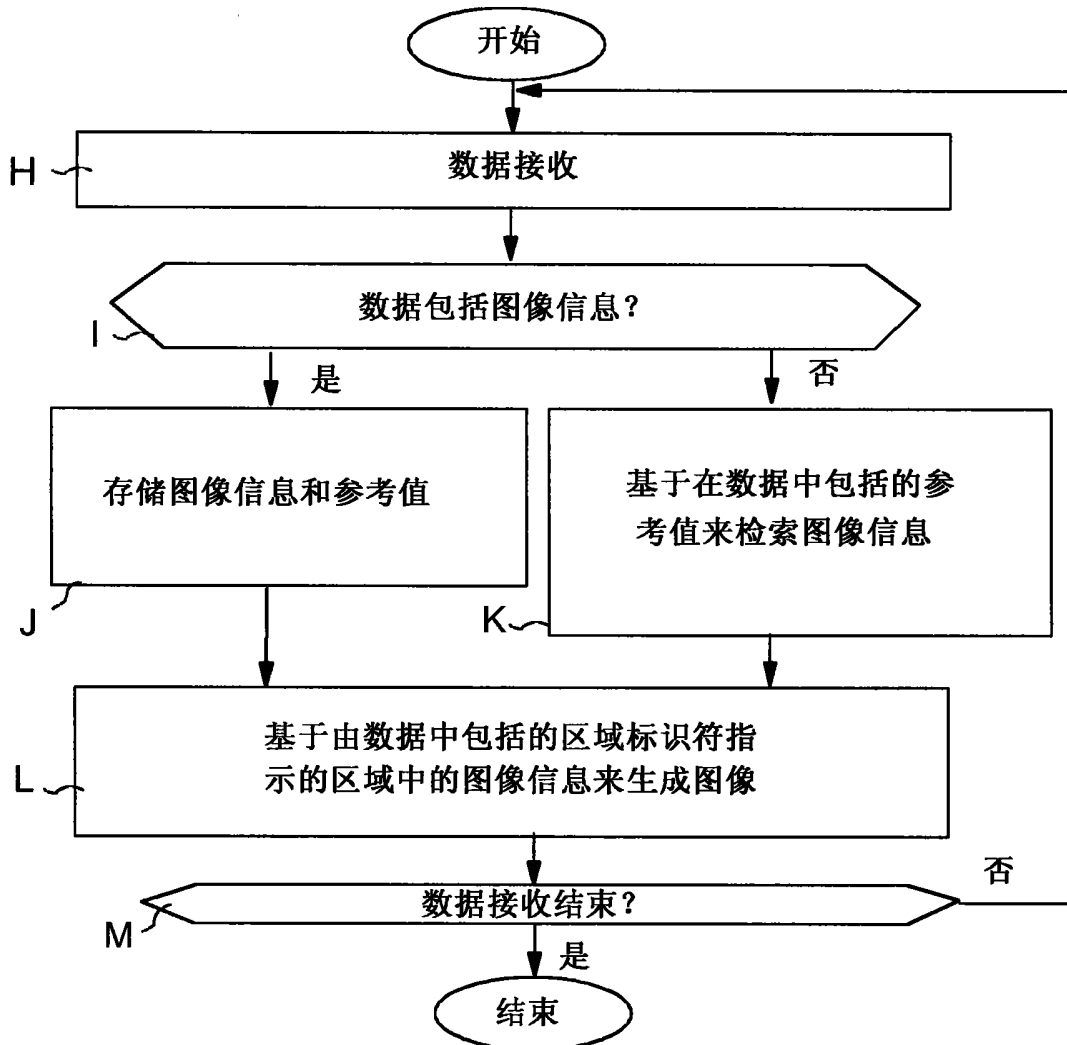 开始
H
数据接收
数据包括图像信息?
I
是
否
存储图像信息和参考值
J
基于在数据中包括的参
考值来检索图像信息
K
基于由数据中包括的区域标识符指
示的区域中的图像信息来生成图像
L
否
数据接收结束?
M
是
结束